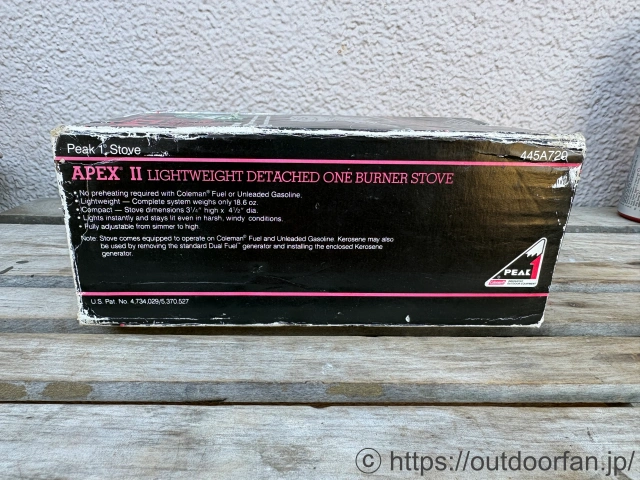 Peak 1 Stove
445A720
APEX® II LIGHTWEIGHT DETACHED ONE BURNER STOVE
• No preheating required with Coleman® Fuel or Unleaded Gasoline.
• Lightweight — Complete system weighs only 18.6 oz.
• Compact — Stove dimensions 3¼" high x 4½" dia.
• Lights instantly and stays lit even in harsh, windy conditions.
• Fully adjustable from simmer to high.
Note: Stove comes equipped to operate on Coleman® Fuel and Unleaded Gasoline. Kerosene may also
be used by removing the standard Dual Fuel™ generator and installing the enclosed Kerosene
generator.
PEAK 1
U.S. Pat. No. 4,734,029/5,370,527
© https://outdoorfan.jp/